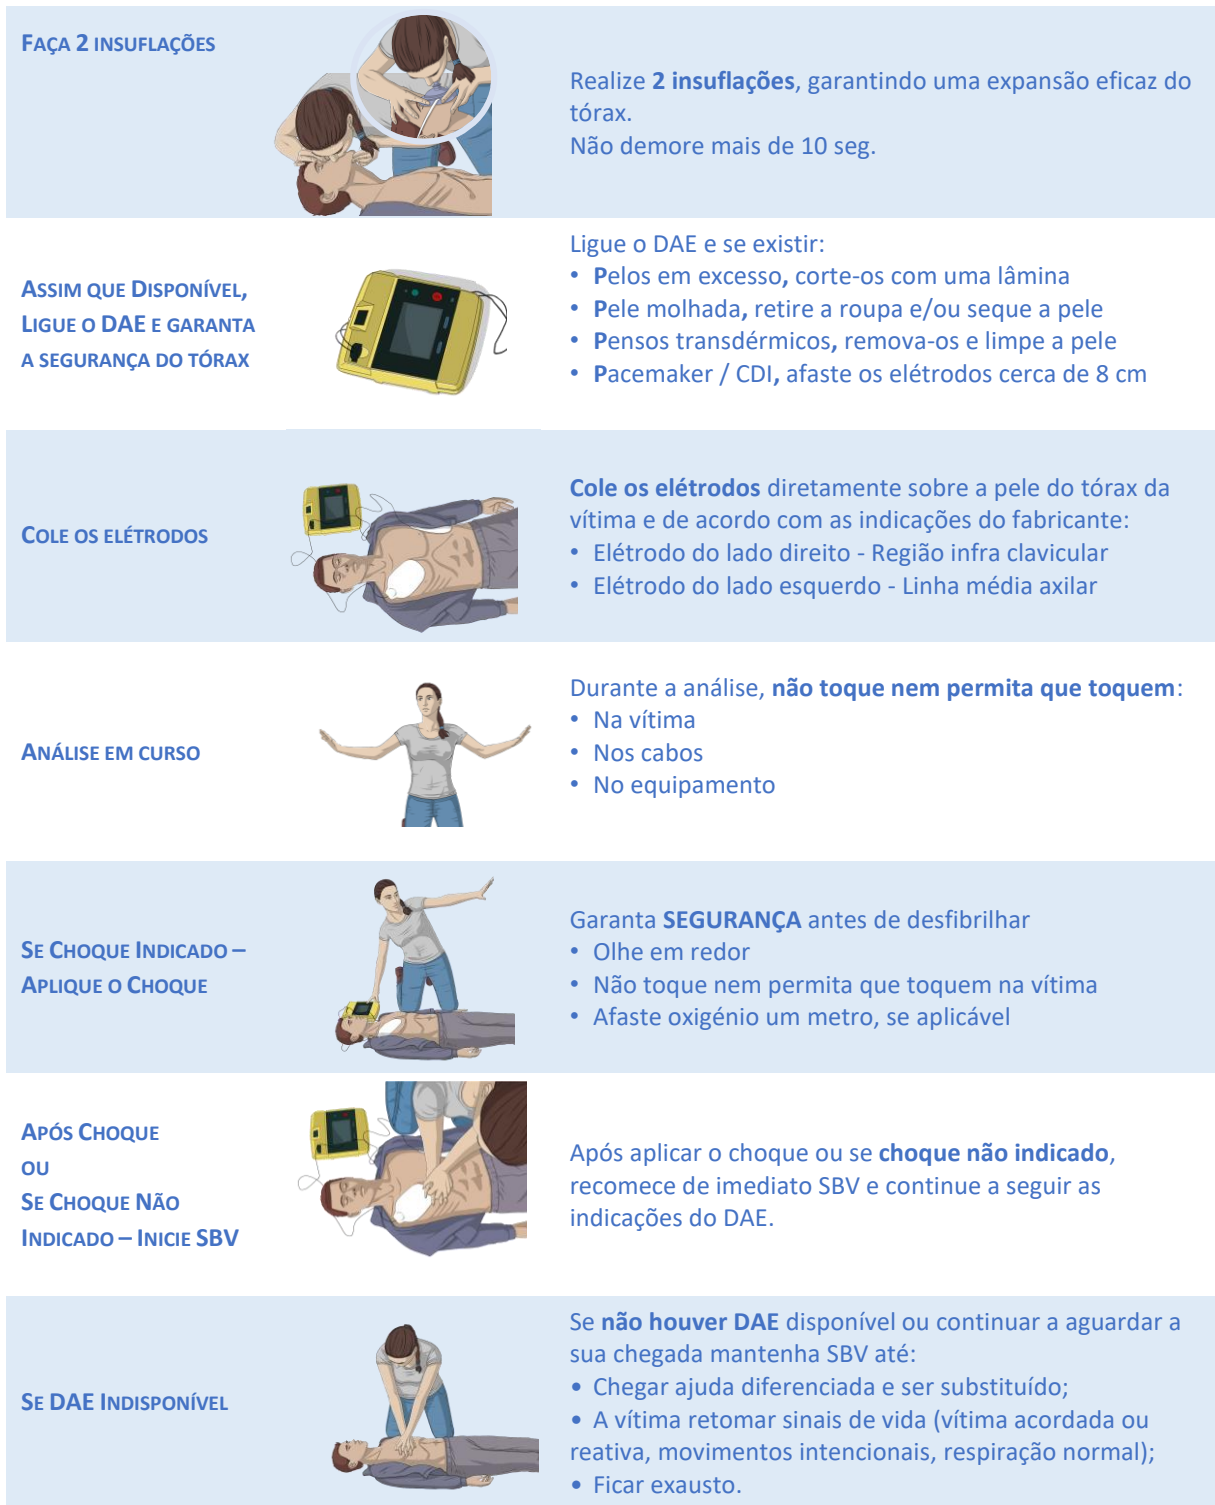 FAÇA 2 INSUFLAÇÕES
Realize 2 insuflações, garantindo uma expansão eficaz do
tórax.
Não demore mais de 10 seg.
ASSIM QUE DISPONÍVEL,
LIGUE O DAE E GARANTA
A SEGURANÇA DO TÓRAX
Ligue o DAE e se existir:
• Pelos em excesso, corte-os com uma lâmina
• Pele molhada, retire a roupa e/ou seque a pele
• Pensos transdérmicos, remova-os e limpe a pele
• Pacemaker / CDI, afaste os elétrodos cerca de 8 cm
COLE OS ELÉTRODOS
Cole os elétrodos diretamente sobre a pele do tórax da
vítima e de acordo com as indicações do fabricante:
• Elétrodo do lado direito - Região infra clavicular
• Elétrodo do lado esquerdo - Linha média axilar
ANÁLISE EM CURSO
Durante a análise, não toque nem permita que toquem:
• Na vítima
• Nos cabos
• No equipamento
SE CHOQUE INDICADO –
APLIQUE O CHOQUE
Garanta SEGURANÇA antes de desfibrilhar
• Olhe em redor
• Não toque nem permita que toquem na vítima
• Afaste oxigénio um metro, se aplicável
APÓS CHOQUE
OU
SE CHOQUE NÃO
INDICADO – INICIE SBV
Após aplicar o choque ou se choque não indicado,
recomece de imediato SBV e continue a seguir as
indicações do DAE.
SE DAE INDISPONÍVEL
Se não houver DAE disponível ou continuar a aguardar a
sua chegada mantenha SBV até:
• Chegar ajuda diferenciada e ser substituído;
• A vítima retomar sinais de vida (vítima acordada ou
reativa, movimentos intencionais, respiração normal);
• Ficar exausto.